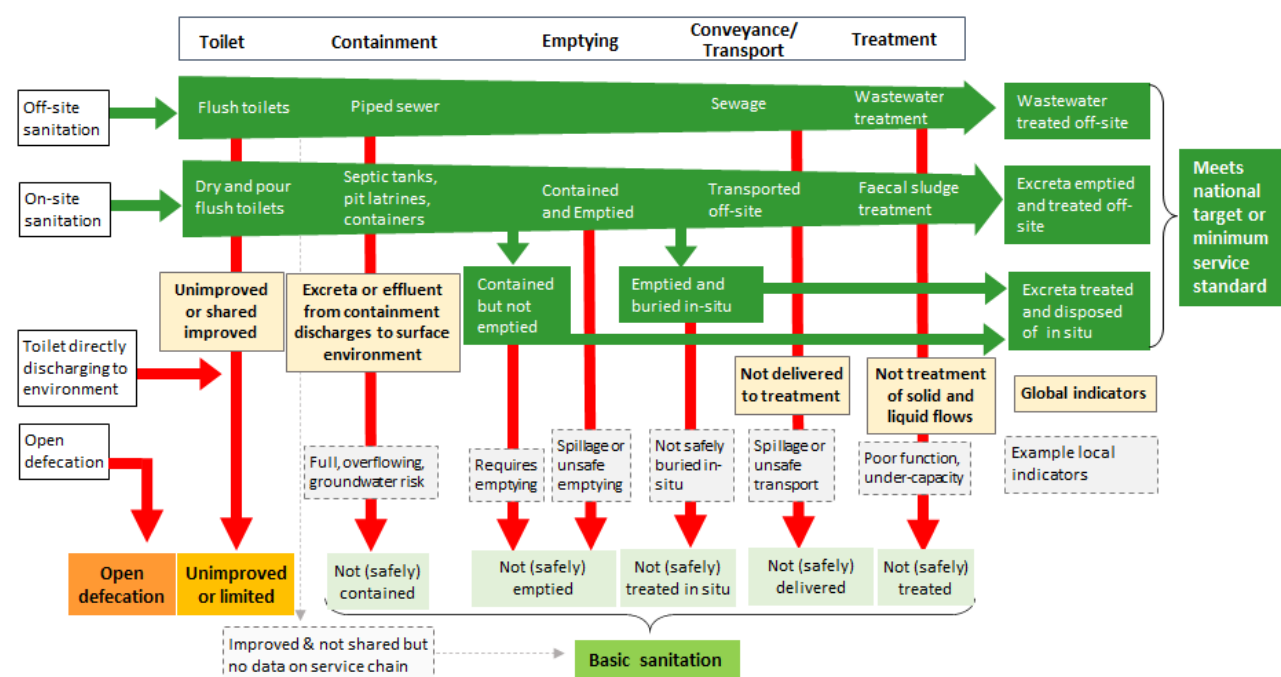 Toilet
Containment
Emptying
Conveyance/
Transport
Treatment
Off-site
sanitation
Flush toilets
Piped sewer
Sewage
Wastewater
treatment
Wastewater
treated off-site
On-site
sanitation
Dry and pour
flush toilets
Septic tanks,
pit latrines,
containers
Contained
and Emptied
Transported
off-site
Faecal sludge
treatment
Excreta emptied
and treated off-
site
Meets
national
target or
minimum
service
standard
Unimproved
or shared
improved
Excreta or effluent
from containment
discharges to surface
environment
Contained
but not
emptied
Emptied and
buried in-situ
Excreta treated
and disposed
of in situ
Toilet directly
discharging to
environment
Not delivered
to treatment
Not treatment
of solid and
liquid flows
Global indicators
Open
defecation
Full, overflowing,
groundwater risk
Requires
emptying
Spillage or
unsafe
emptying
Not safely
buried in-
situ
Spillage or
unsafe
transport
Poor function,
under-capacity
Example local
indicators
Open
defecation
Unimproved
or limited
Not (safely)
contained
Not (safely)
emptied
Not (safely)
treated in situ
Not (safely)
delivered
Not (safely)
treated
Improved & not shared but
no data on service chain
Basic sanitation